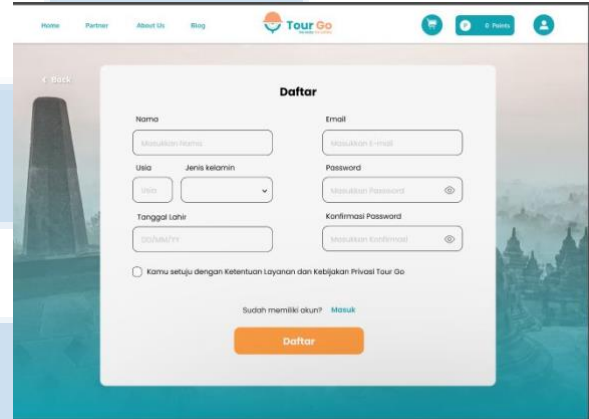 Home Partner About Us Blog Tour Go P 0 Points
< Back
Daftar
Nama Email
Masukkan Nama Masukkan E-mail
Usia Jenis kelamin Password
Usia Masukkan Password
Tanggal Lahir Konfirmasi Password
DD/MM/YY Masukkan Konfirmasi
Kamu setuju dengan Ketentuan Layanan dan Kebijakan Privasi Tour Go
Sudah memiliki akun? Masuk
Daftar